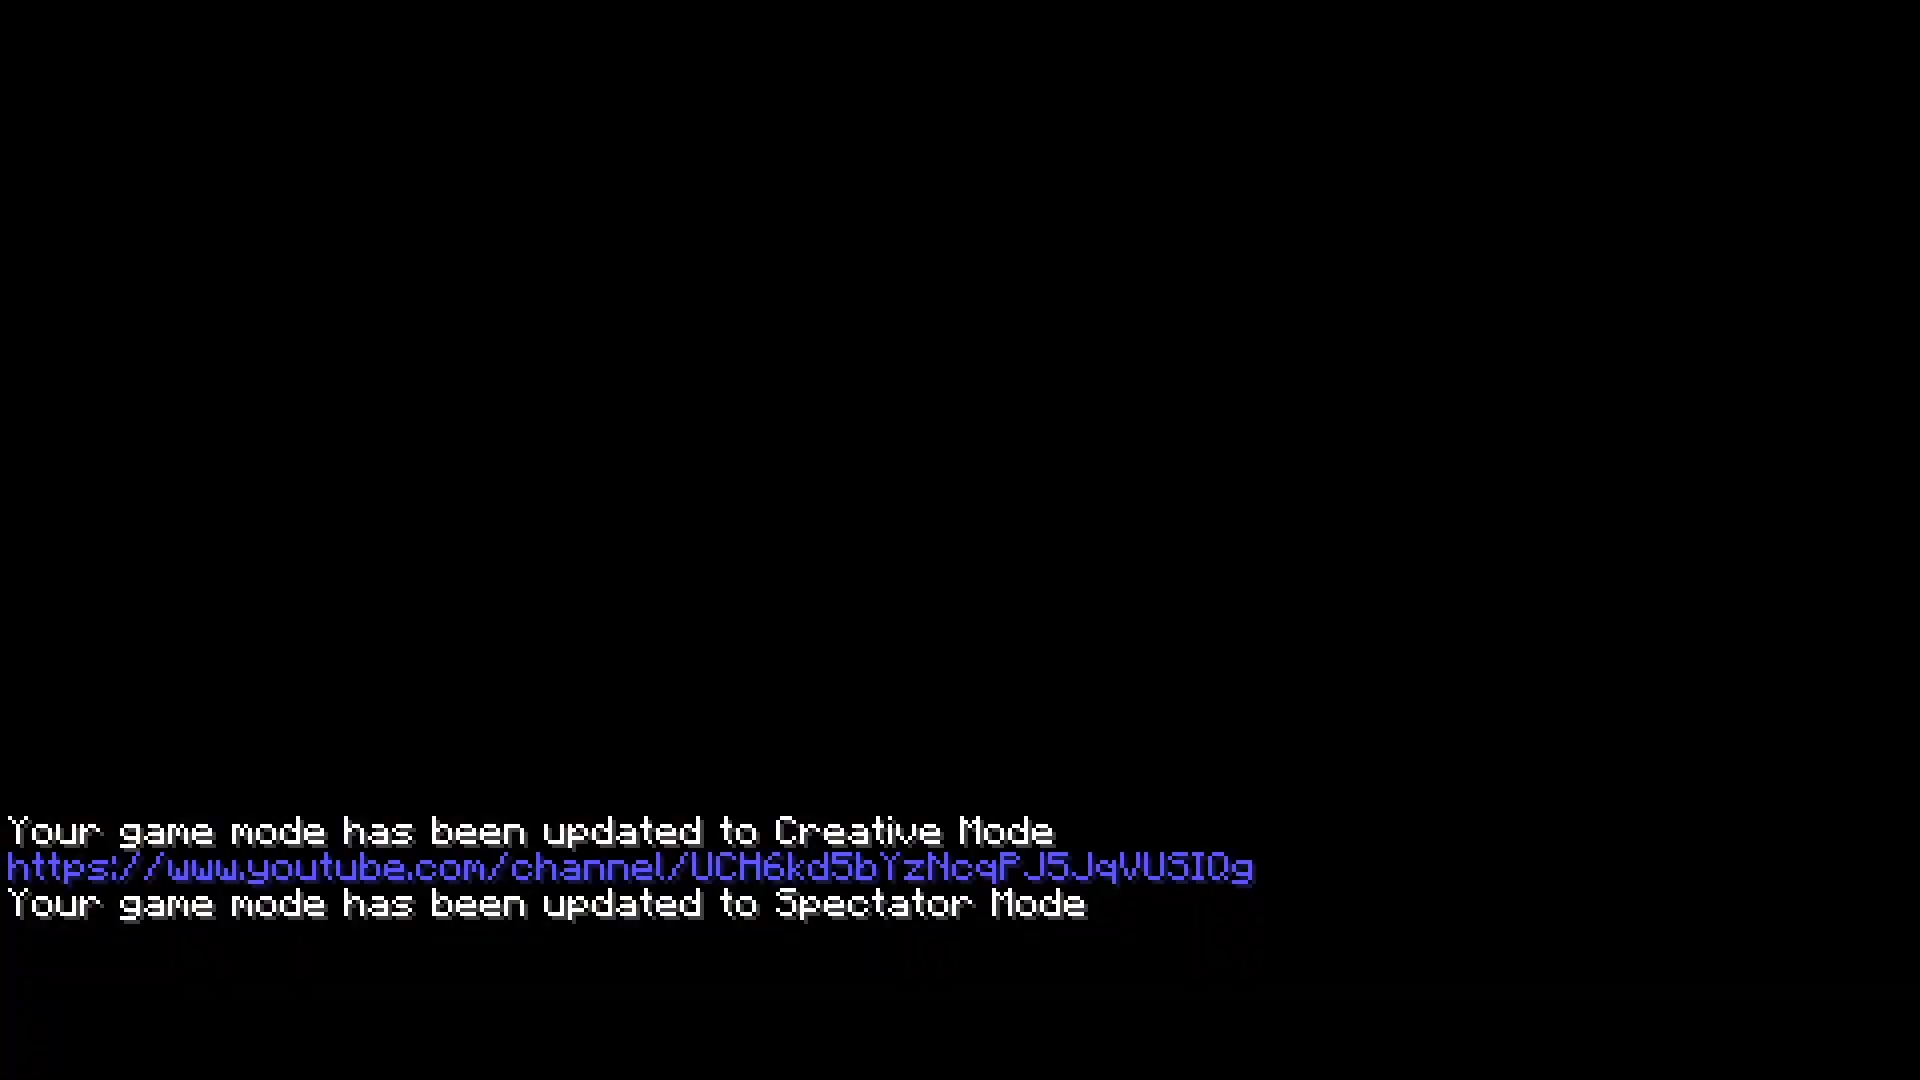 Your game mode has been updated to Creative Mode
https://www.youtube.com/channel/UCH6kd5bYzNcqPJ5JqVUSIQg
Your game mode has been updated to Spectator Mode